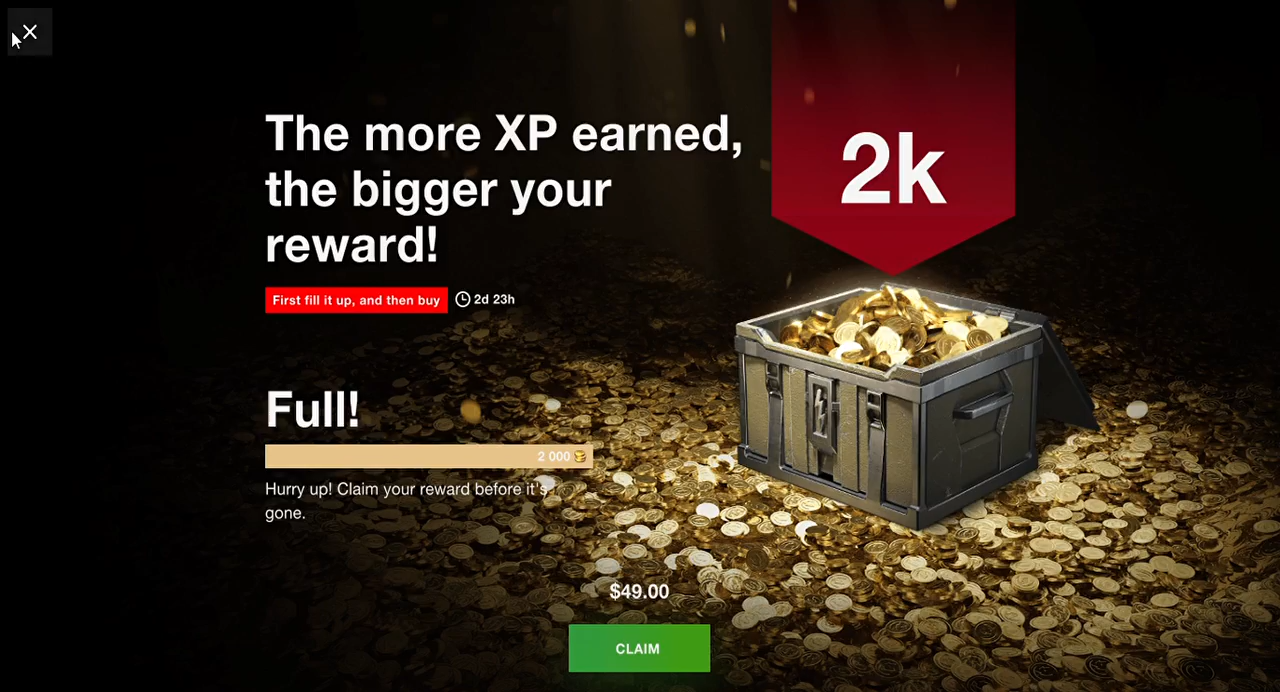 The more XP earned,
the bigger your
reward!
First fill it up, and then buy
2d 23h
2k
Full!
2 000
Hurry up! Claim your reward before it's
gone.
$49.00
CLAIM